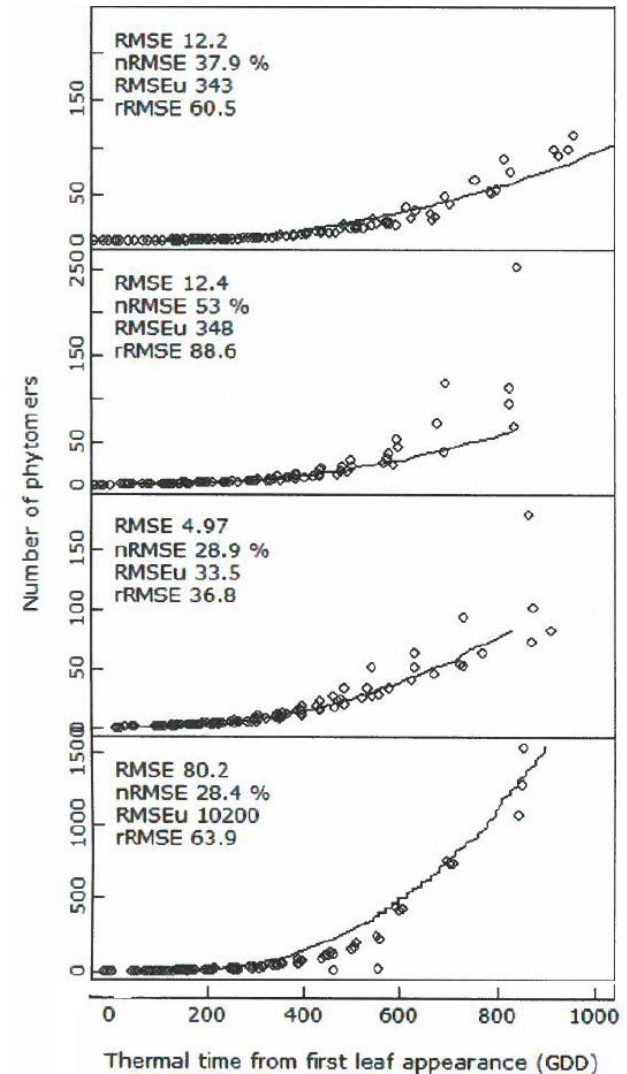 RMSE 12.2
nRMSE 37.9 %
RMSEu 343
rRMSE 60.5
150
50
0
RMSE 12.4
nRMSE 53 %
RMSEu 348
rRMSE 88.6
250
150
50
0
RMSE 4.97
nRMSE 28.9 %
RMSEu 33.5
rRMSE 36.8
150
100
50
0
RMSE 80.2
nRMSE 28.4 %
RMSEu 10200
rRMSE 63.9
1500
1000
500
0
Number of phytomers
0 200 400 600 800 1000
Thermal time from first leaf appearance (GDD)